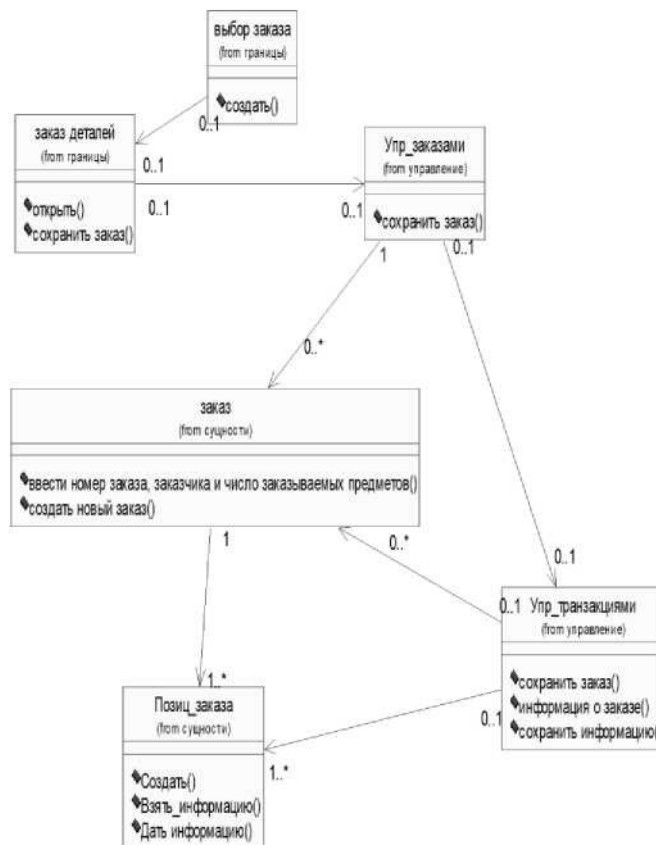 выбор заказа
(from границы)
создать()
0..1
заказ деталей
(from границы)
открыть()
сохранить заказ()
0..1
0..1
0..1
Упр_заказами
(from управление)
сохранить заказ()
1
0..1
0..*
заказ
(from сущности)
ввести номер заказа, заказчика и число заказываемых предметов()
создать новый заказ()
1
0..*
0..1
0..1
Упр_транзакциями
(from управление)
сохранить заказ()
информация о заказе()
сохранить информацию(
1..*
Позиц_заказа
(from сущности)
Создать()
Взять_информацию()
Дать информацию()
0..1
1..*